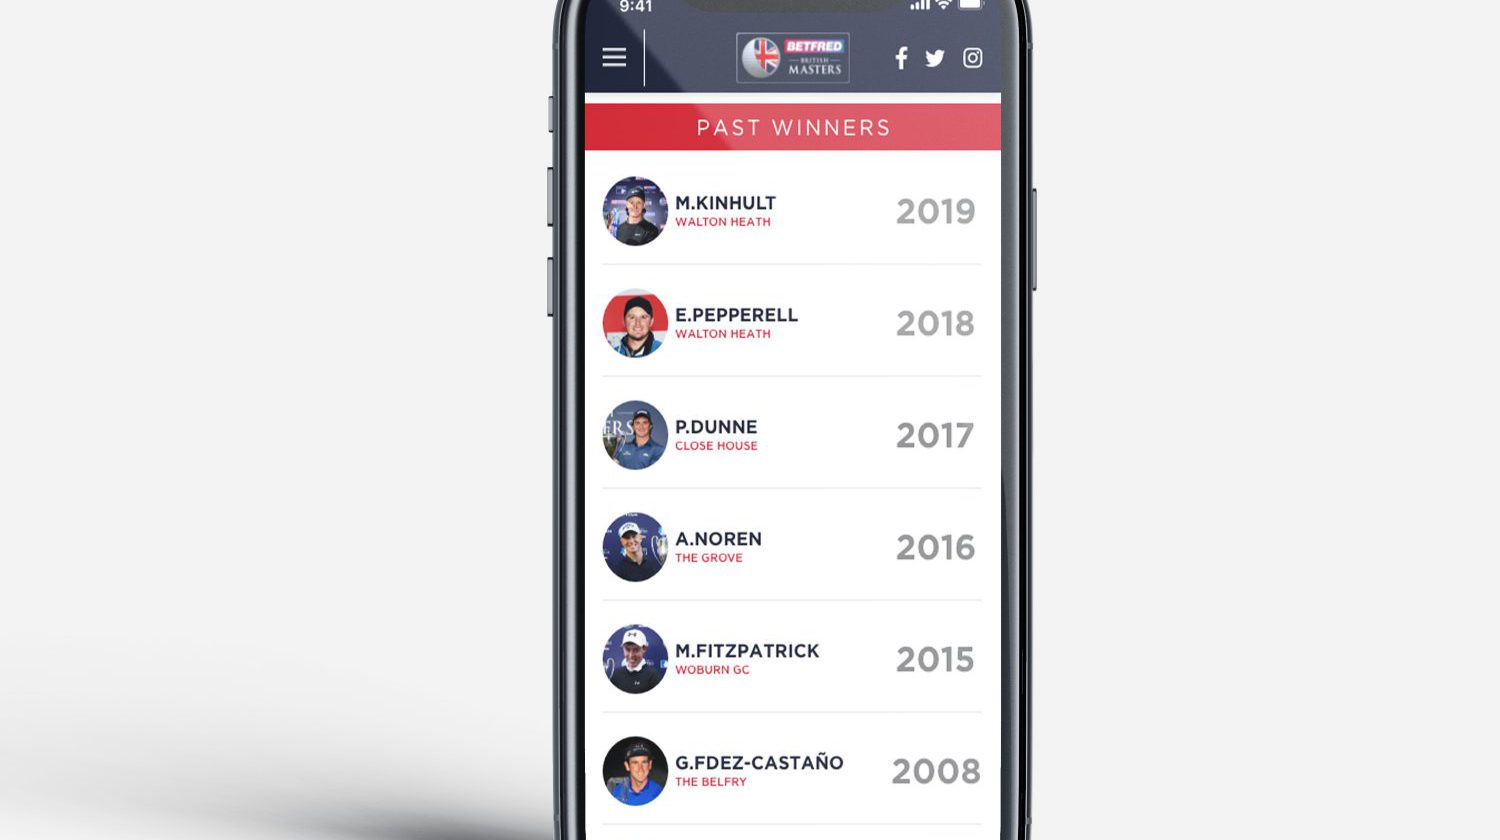 9:41
BETFRED
BRITISH
MASTERS
PAST WINNERS
M.KINHULT
WALTON HEATH
2019
E.PEPPERELL
WALTON HEATH
2018
P.DUNNE
CLOSE HOUSE
2017
A.NOREN
THE GROVE
2016
M.FITZPATRICK
WOBURN GC
2015
G.FDEZ-CASTAÑO
THE BELFRY
2008